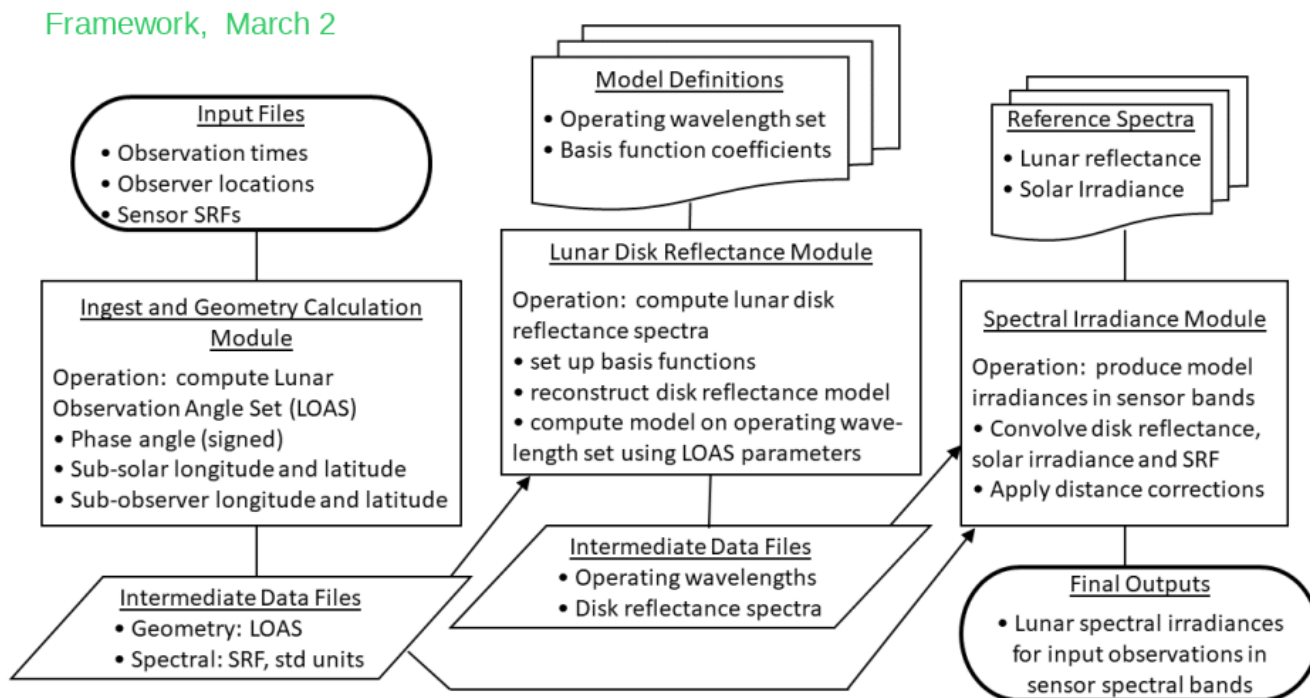 Framework,  March 2
Input Files
• Observation times
• Observer locations
• Sensor SRFs
Ingest and Geometry Calculation
Module
Operation:  compute Lunar
Observation Angle Set (LOAS)
• Phase angle (signed)
• Sub-solar longitude and latitude
• Sub-observer longitude and latitude
Intermediate Data Files
• Geometry: LOAS
• Spectral: SRF, std units
Model Definitions
• Operating wavelength set
• Basis function coefficients
Lunar Disk Reflectance Module
Operation:  compute lunar disk
reflectance spectra
• set up basis functions
• reconstruct disk reflectance model
• compute model on operating wave-
length set using LOAS parameters
Intermediate Data Files
• Operating wavelengths
• Disk reflectance spectra
Reference Spectra
• Lunar reflectance
• Solar Irradiance
Spectral Irradiance Module
Operation:  produce model
irradiances in sensor bands
• Convolve disk reflectance,
solar irradiance and SRF
• Apply distance corrections
Final Outputs
• Lunar spectral irradiances
for input observations in
sensor spectral bands